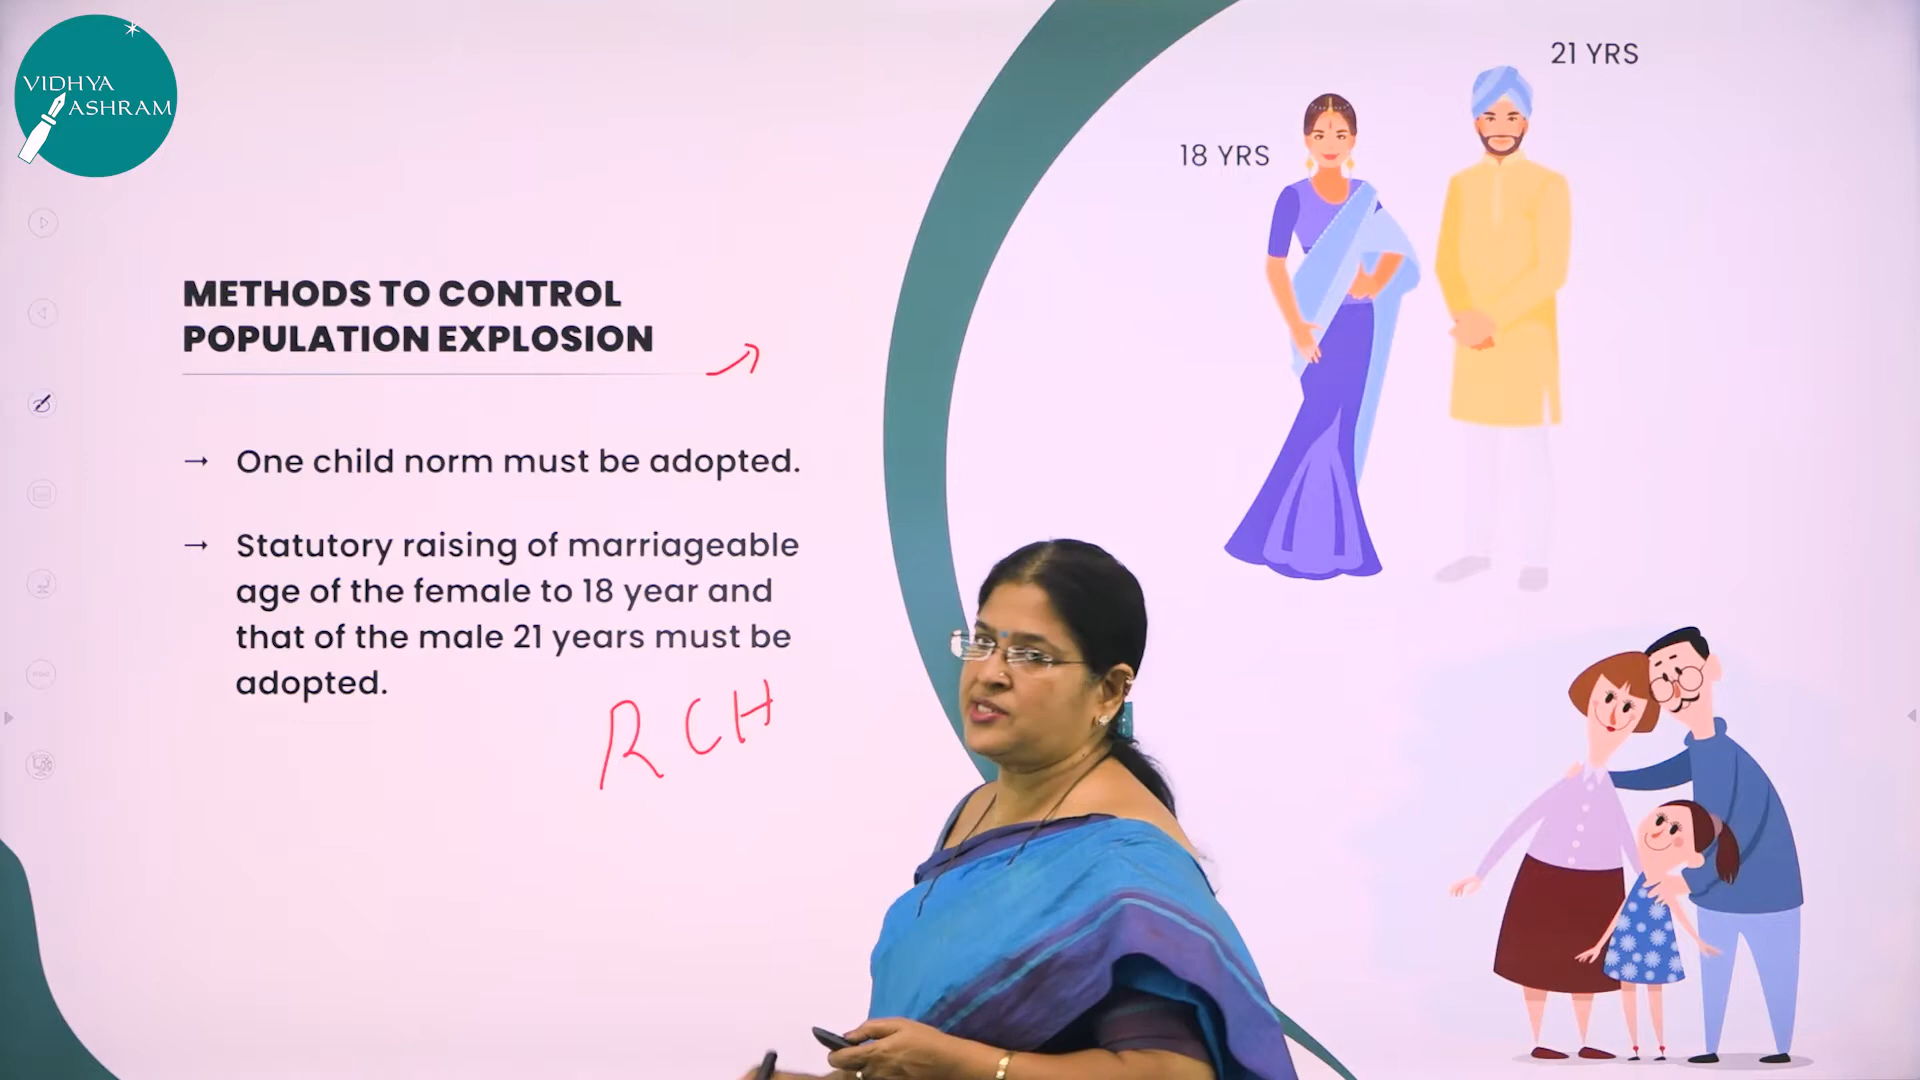 VIDHYA
ASHRAM
21 YRS
18 YRS
METHODS TO CONTROL
POPULATION EXPLOSION
→ One child norm must be adopted.
→ Statutory raising of marriageable
age of the female to 18 year and
that of the male 21 years must be
adopted.
RCH